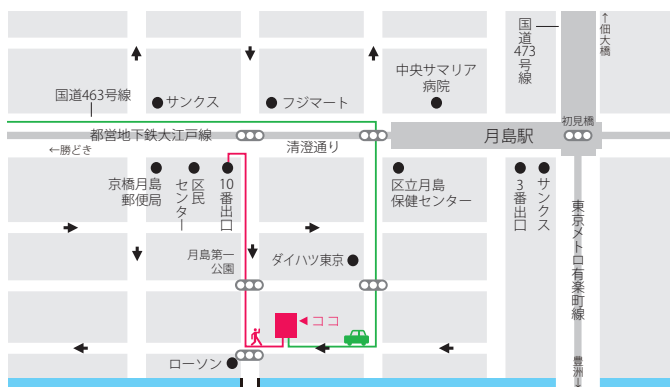 国道473号線
↑佃大橋
中央サマリア
病院
国道463号線
サンクス
フジマート
初見橋
都営地下鉄大江戸線
月島駅
清澄通り
←勝どき
京橋月島
郵便局
区民センター
10番出口
区立月島
保健センター
3番出口
サンクス
東京メトロ有楽町線
月島第一
公園
ダイハツ東京
ココ
ローソン
豊洲→